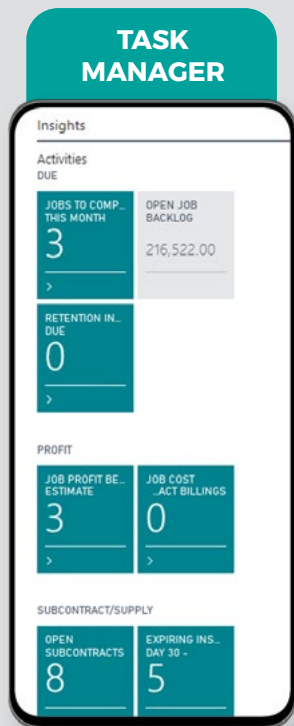 TASK
MANAGER
Insights
Activities
DUE
JOBS TO COMP...
THIS MONTH
3
>
OPEN JOB
BACKLOG
216,522.00
RETENTION IN...
DUE
0
>
PROFIT
JOB PROFIT BE...
ESTIMATE
3
>
JOB COST
...ACT BILLINGS
0
>
SUBCONTRACT/SUPPLY
OPEN
SUBCONTRACTS
8
EXPIRING INS...
DAY 30 -
5